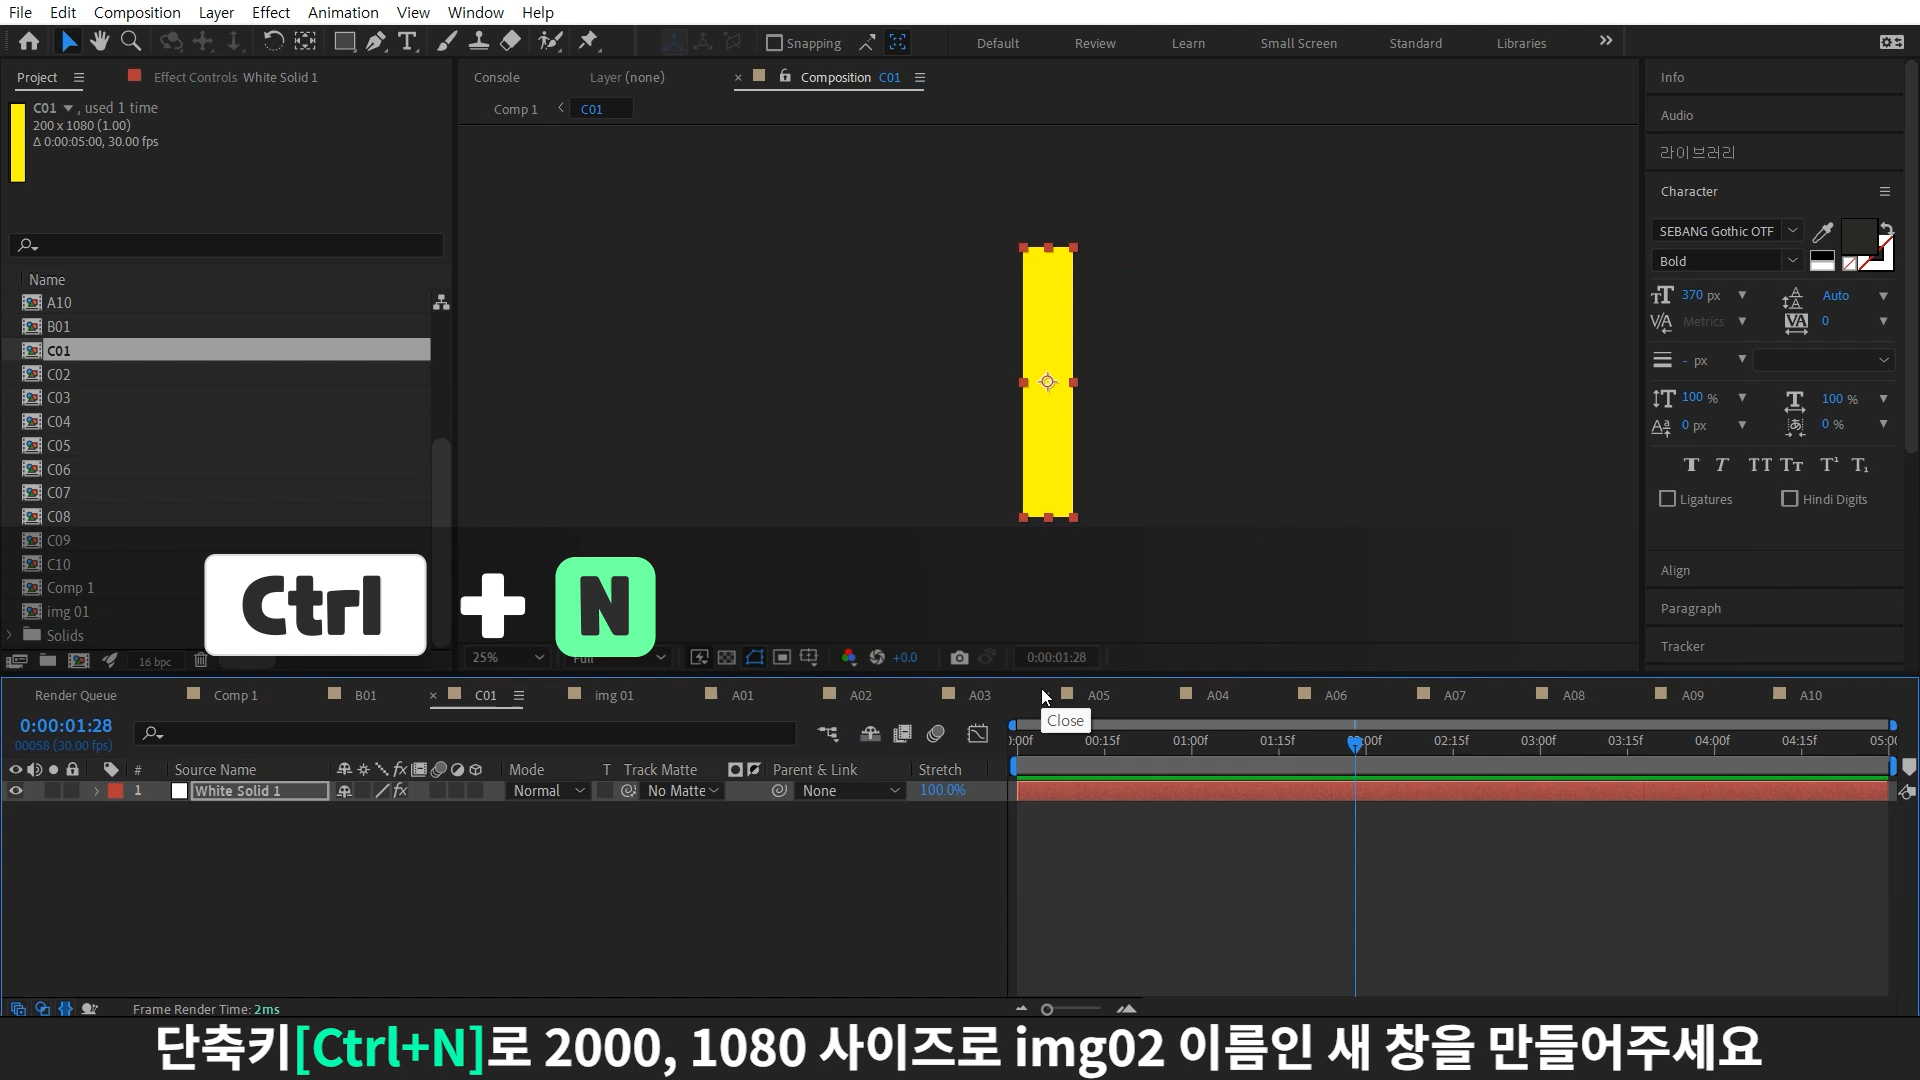 File Edit Composition Layer Effect Animation View Window Help
Snapping Default Review Learn Small Screen Standard Libraries
Project Effect Controls White Solid 1
C01 , used 1 time
200 x 1080 (1.00)
Δ 0:00:05:00, 30.00 fps
Name
A10
B01
C01
C02
C03
C04
C05
C06
C07
C08
C09
C10
Comp 1
img 01
Solids
16 bpc
Console Layer (none) Composition C01
Comp 1 C01
25% Full +0.0 0:00:01:28
Ctrl + N
Info
Audio
라이브러리
Character
SEBANG Gothic OTF
Bold
370 px Auto
Metrics 0
- px
100 % 100 %
0 px 0 %
Ligatures Hindi Digits
Align
Paragraph
Tracker
Render Queue Comp 1 B01 C01 img 01 A01 A02 A03 A05 A04 A06 A07 A08 A09 A10
Close
0:00:01:28
00058 (30.00 fps)
00:15f 01:00f 01:15f 02:15f 03:00f 03:15f 04:00f 04:15f
# Source Name Mode T Track Matte Parent & Link Stretch
1 White Solid 1 Normal No Matte None 100.0%
Frame Render Time: 2ms
단축키[Ctrl+N]로 2000, 1080 사이즈로 img02 이름인 새 창을 만들어주세요